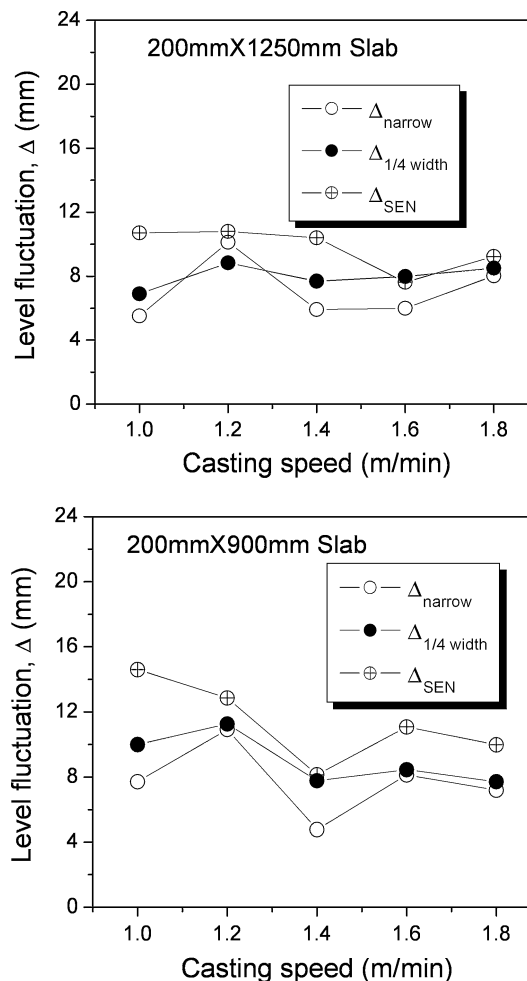 24
200mmX1250mm Slab
20
Δnarrow
16
Δ1/4 width
ΔSEN
12
8
4
0
Level fluctuation, Δ (mm)
1.0 1.2 1.4 1.6 1.8
Casting speed (m/min)
24
200mmX900mm Slab
20
Δnarrow
16
Δ1/4 width
ΔSEN
12
8
4
0
Level fluctuation, Δ (mm)
1.0 1.2 1.4 1.6 1.8
Casting speed (m/min)